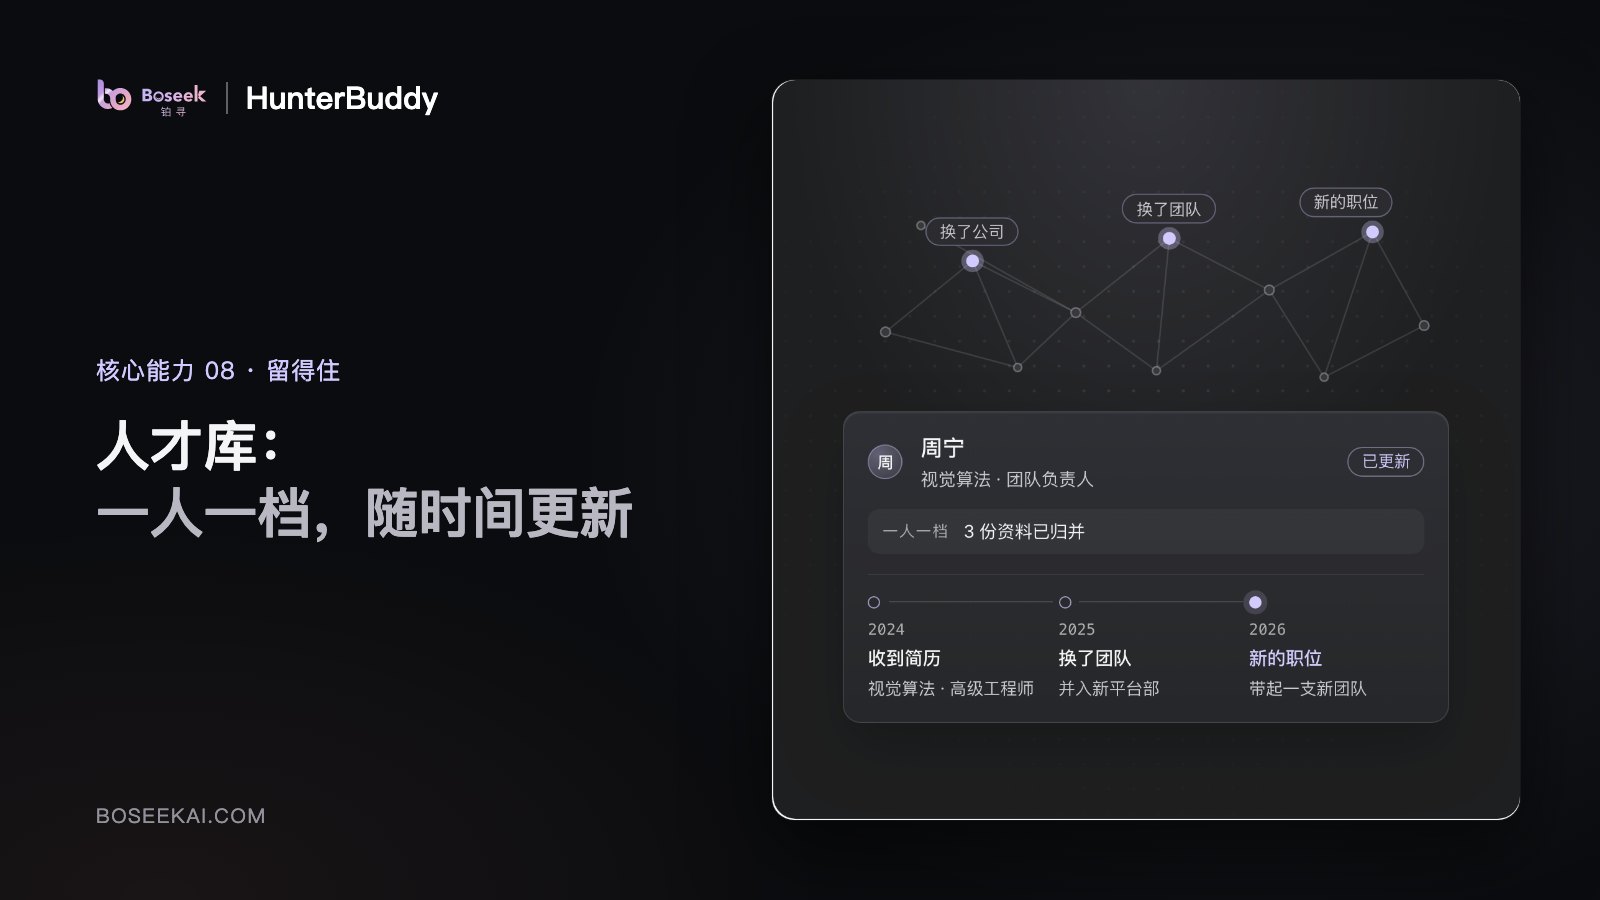 Boseek
铂寻
HunterBuddy
核心能力 08 · 留得住
人才库：
一人一档，随时间更新
BOSEEKAI.COM
换了公司
换了团队
新的职位
周
周宁
视觉算法 · 团队负责人
已更新
一人一档 3 份资料已归并
2024
收到简历
视觉算法 · 高级工程师
2025
换了团队
并入新平台部
2026
新的职位
带起一支新团队